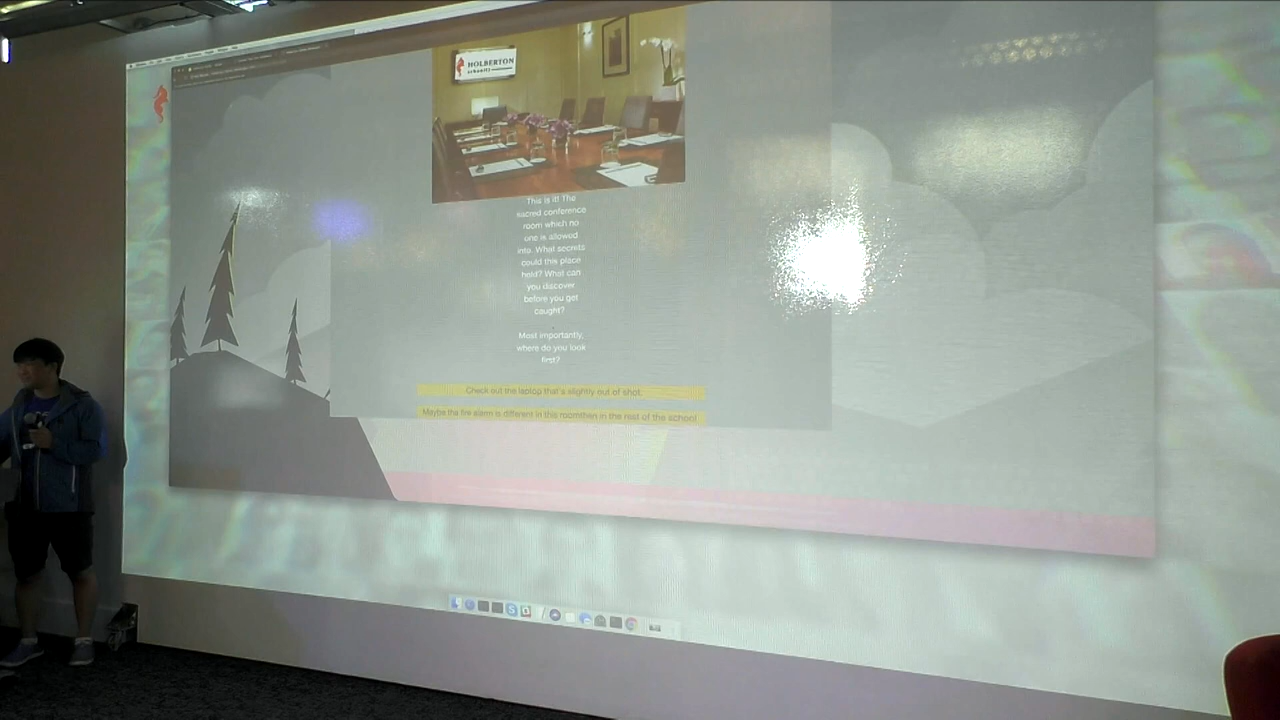 HOLBERTON
school
This is it! The
sacred conference
room which no
one is allowed
into. What secrets
could this place
held? What can
you discover
before you get
caught?
Most importantly,
where do you look
first?
Check out the laptop that's slightly out of shot.
Maybe the fire alarm is different in this roomthen in the rest of the school